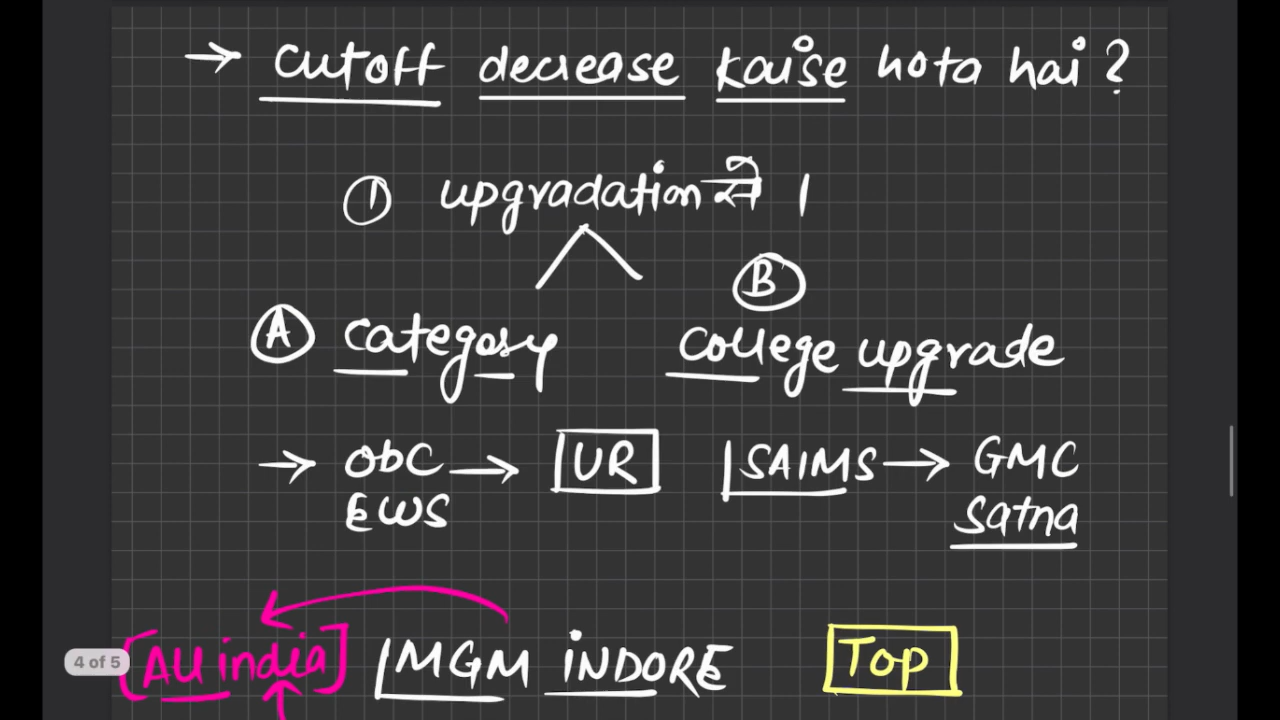 → Cutoff decrease kaise hota hai ?
① upgradation से ।
Ⓐ category
Ⓑ college upgrade
→ ObC → UR
EWS
SAIMS → GMC
Satna
[All india] MGM INDORE
Top
4 of 5